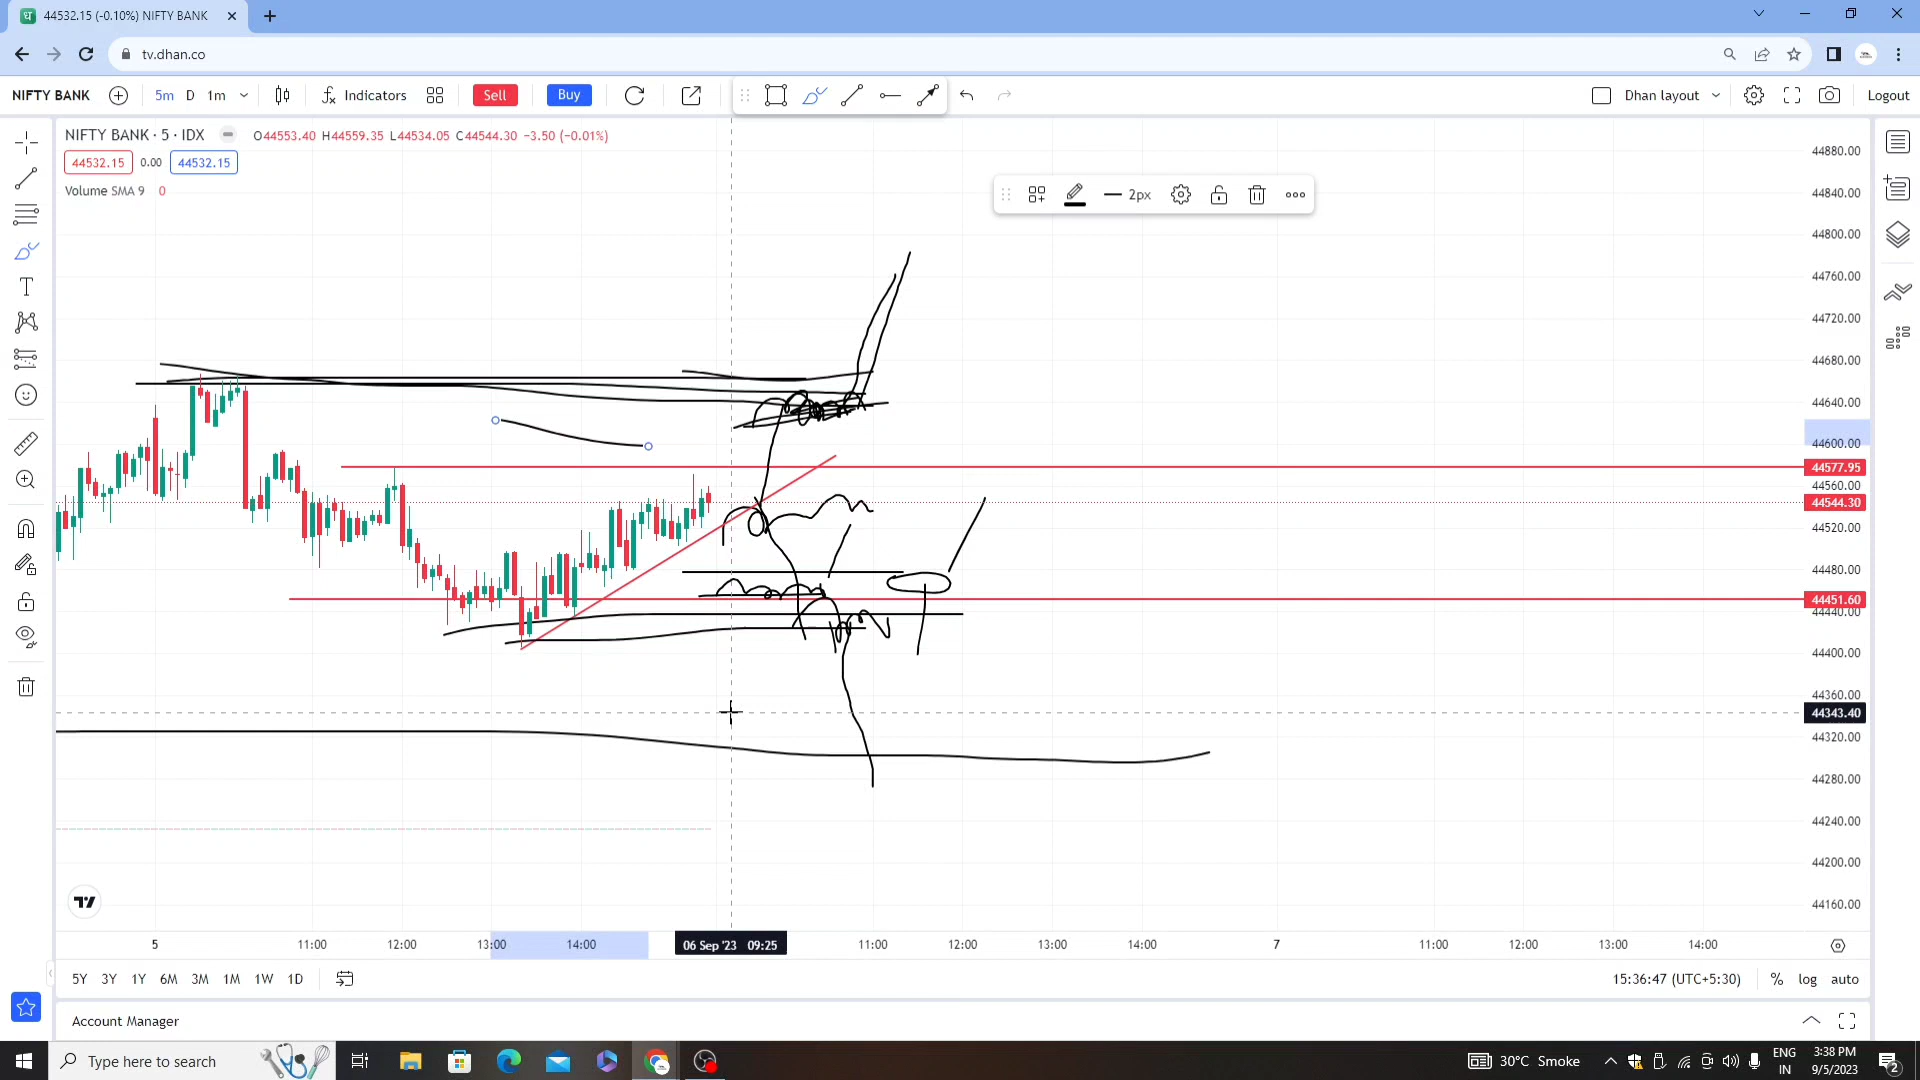 44532.15 (-0.10%) NIFTY BANK
tv.dhan.co
NIFTY BANK 5m D 1m Indicators Sell Buy Dhan layout Logout
NIFTY BANK · 5 · IDX O44553.40 H44559.35 L44534.05 C44544.30 −3.50 (−0.01%)
44532.15 0.00 44532.15
Volume SMA 9 0
2px
44880.00
44840.00
44800.00
44760.00
44720.00
44680.00
44640.00
44600.00
44577.95
44560.00
44544.30
44520.00
44480.00
44451.60
44440.00
44400.00
44360.00
44343.40
44320.00
44280.00
44240.00
44200.00
44160.00
5 11:00 12:00 13:00 14:00 06 Sep '23 09:25 11:00 12:00 13:00 14:00 7 11:00 12:00 13:00 14:00
5Y 3Y 1Y 6M 3M 1M 1W 1D 15:36:47 (UTC+5:30) % log auto
Account Manager
Type here to search 30°C Smoke ENG IN 3:38 PM 9/5/2023 2